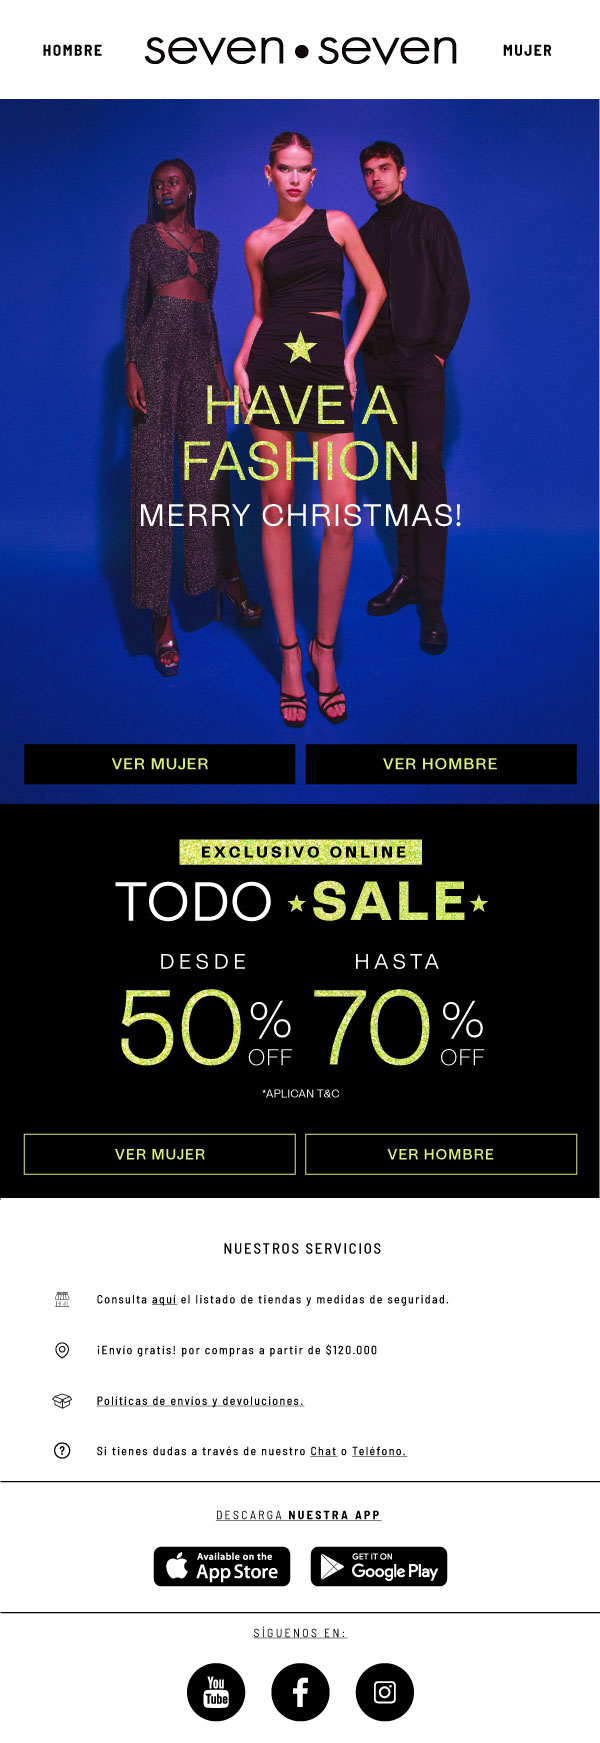 HOMBRE
seven•seven
MUJER
HAVE A
FASHION
MERRY CHRISTMAS!
VER MUJER
VER HOMBRE
EXCLUSIVO ONLINE
TODO SALE
DESDE
HASTA
50% OFF
70% OFF
*APLICAN T&C
VER MUJER
VER HOMBRE
NUESTROS SERVICIOS
Consulta aquí el listado de tiendas y medidas de seguridad.
¡Envío gratis! por compras a partir de $120.000
Políticas de envíos y devoluciones.
Si tienes dudas a través de nuestro Chat o Teléfono.
DESCARGA NUESTRA APP
Available on the
App Store
GET IT ON
Google Play
SÍGUENOS EN:
You
Tube